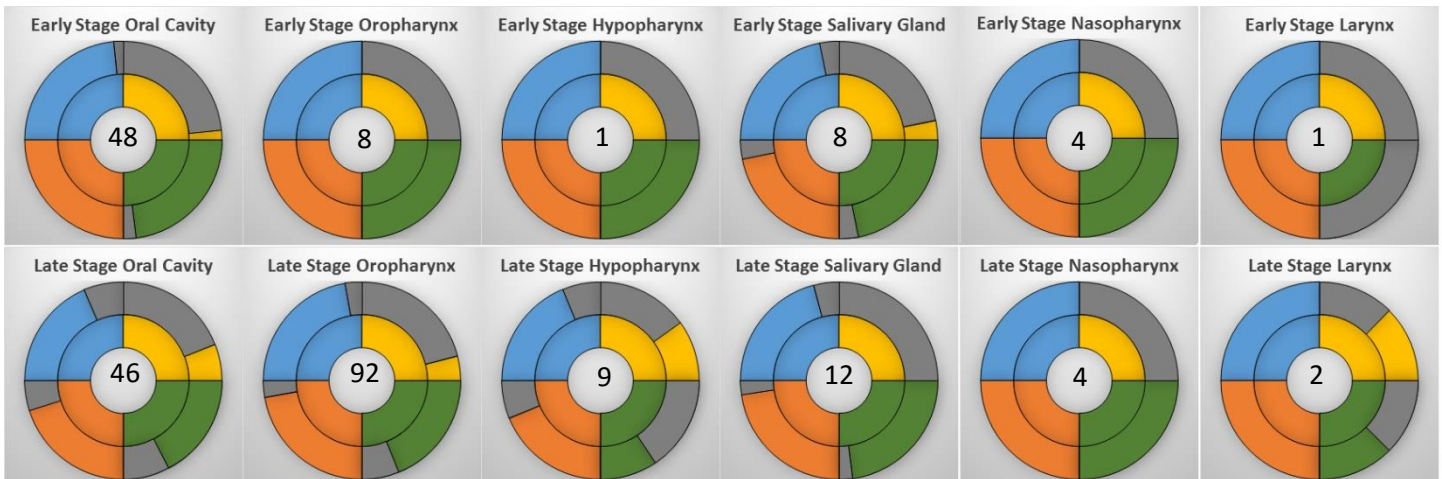 Early Stage Oral Cavity
48
Early Stage Oropharynx
8
Early Stage Hypopharynx
1
Early Stage Salivary Gland
8
Early Stage Nasopharynx
4
Early Stage Larynx
1
Late Stage Oral Cavity
46
Late Stage Oropharynx
92
Late Stage Hypopharynx
9
Late Stage Salivary Gland
12
Late Stage Nasopharynx
4
Late Stage Larynx
2